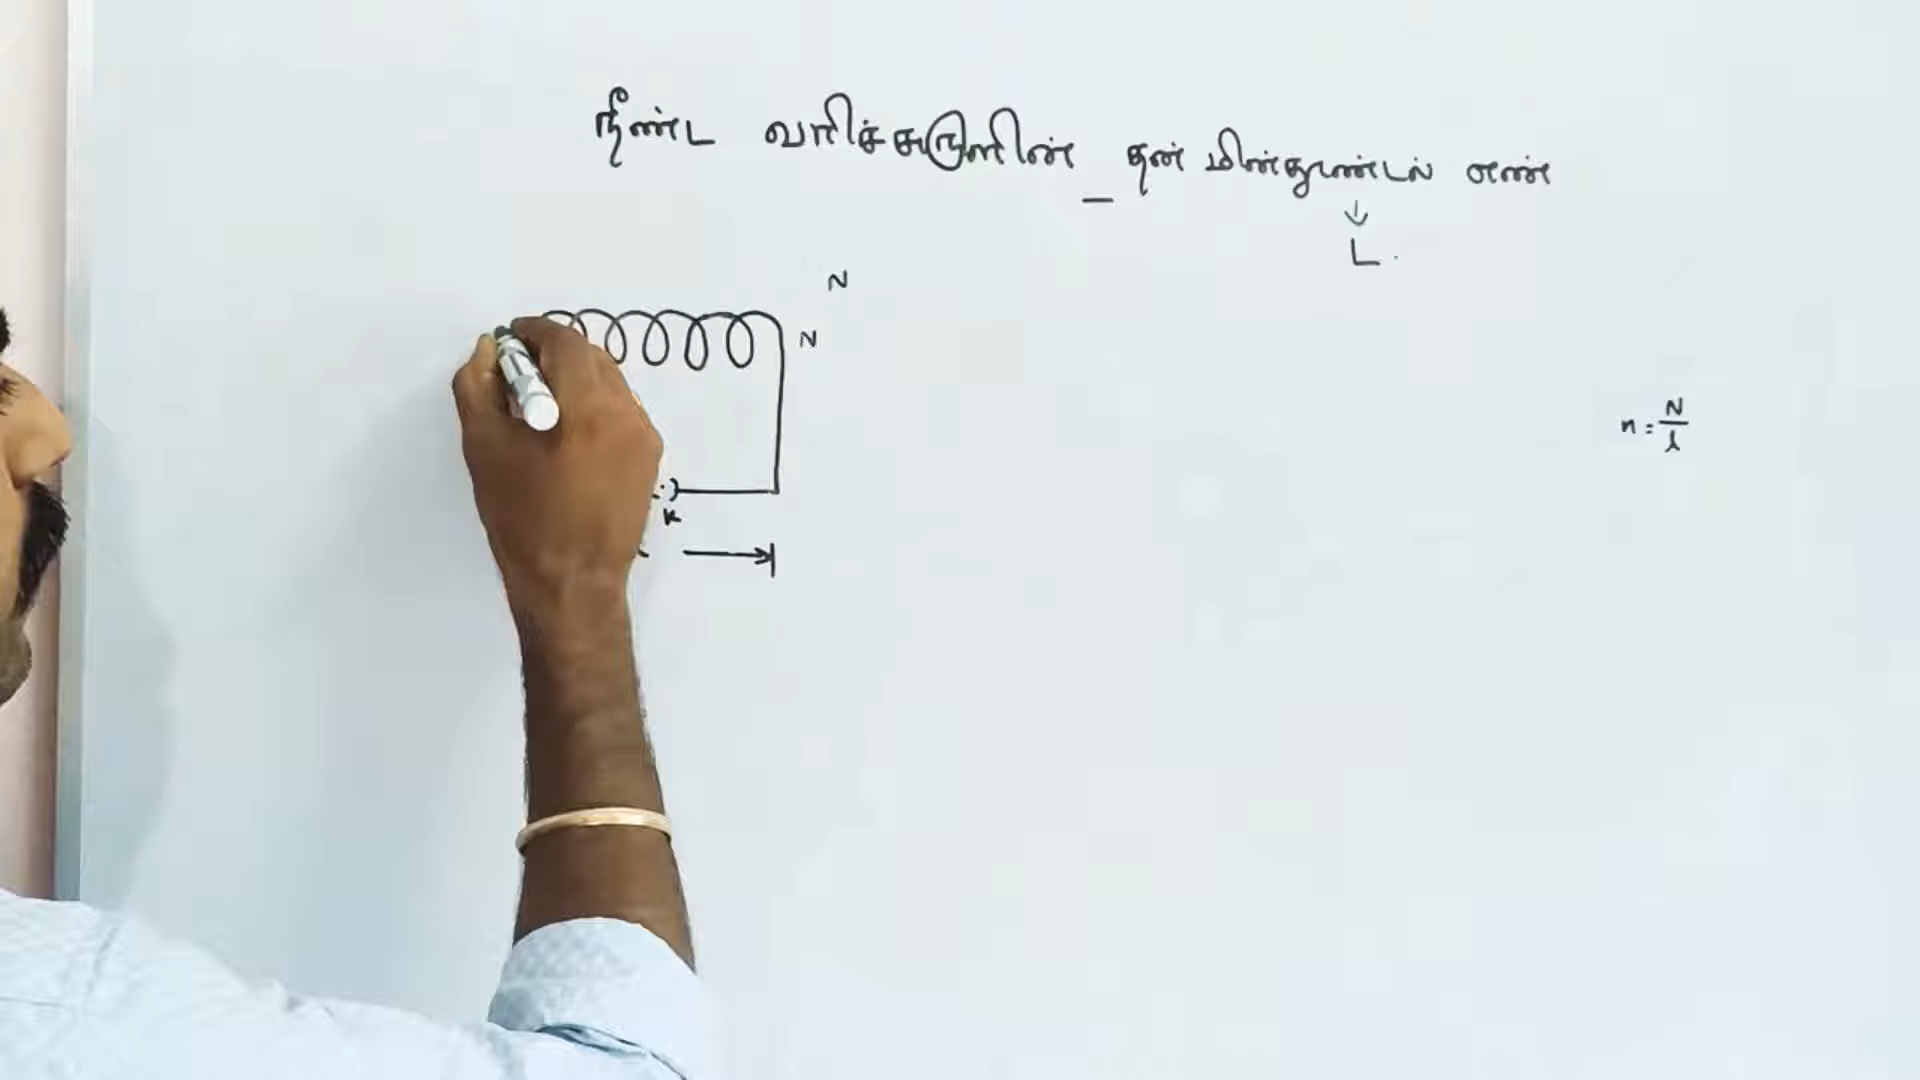 நீண்ட வரிச்சுருளின் _ தன் மின்தூண்டல் எண்
↓
L.
N
N
n = N/l
K